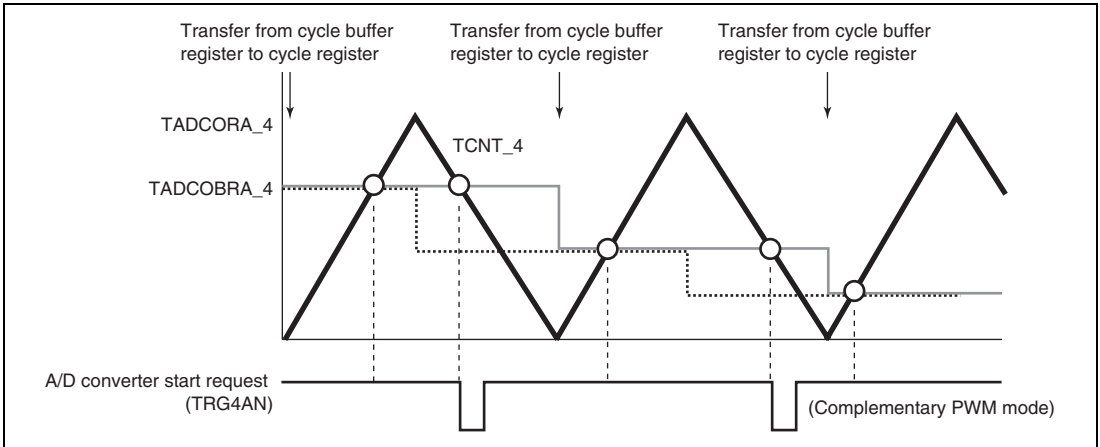 Transfer from cycle buffer
register to cycle register
Transfer from cycle buffer
register to cycle register
Transfer from cycle buffer
register to cycle register
TADCORA_4
TCNT_4
TADCOBRA_4
A/D converter start request
(TRG4AN)
(Complementary PWM mode)